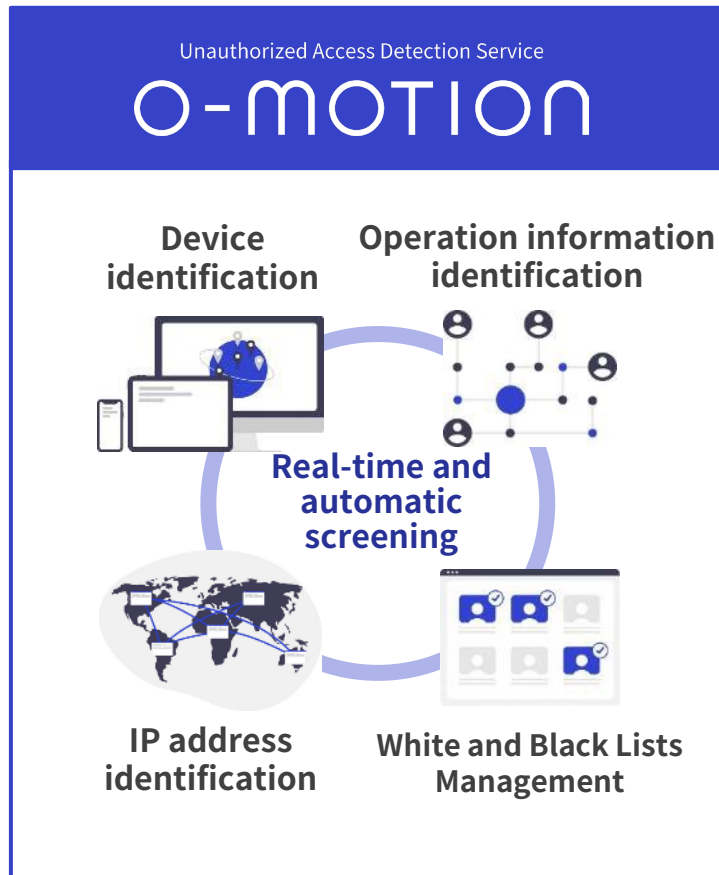 Unauthorized Access Detection Service
O-MOTION
Device
identification
Operation information
identification
Real-time and
automatic
screening
IP address
identification
White and Black Lists
Management